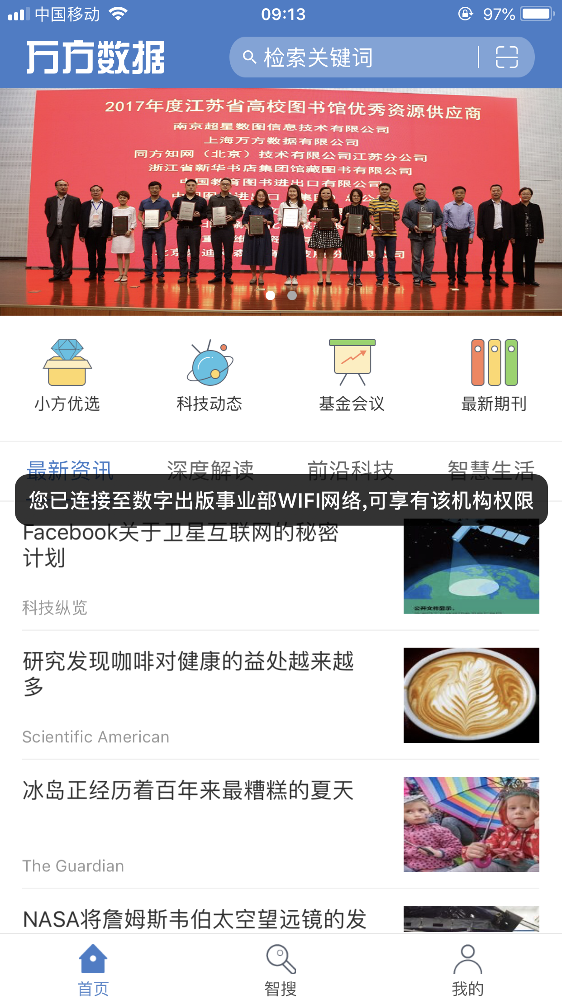 中国移动
09:13
97%
万方数据
检索关键词
2017年度江苏省高校图书馆优秀资源供应商
南京超星数图信息技术有限公司
上海万方数据有限公司
同方知网（北京）技术有限公司江苏分公司
浙江省新华书店集团馆藏图书有限公司
中国教育图书进出口有限公司
小方优选
科技动态
基金会议
最新期刊
最新资讯
深度解读
前沿科技
智慧生活
您已连接至数字出版事业部WIFI网络,可享有该机构权限
Facebook关于卫星互联网的秘密
计划
科技纵览
公开文件显示，
研究发现咖啡对健康的益处越来越
多
Scientific American
冰岛正经历着百年来最糟糕的夏天
The Guardian
NASA将詹姆斯韦伯太空望远镜的发
首页
智搜
我的